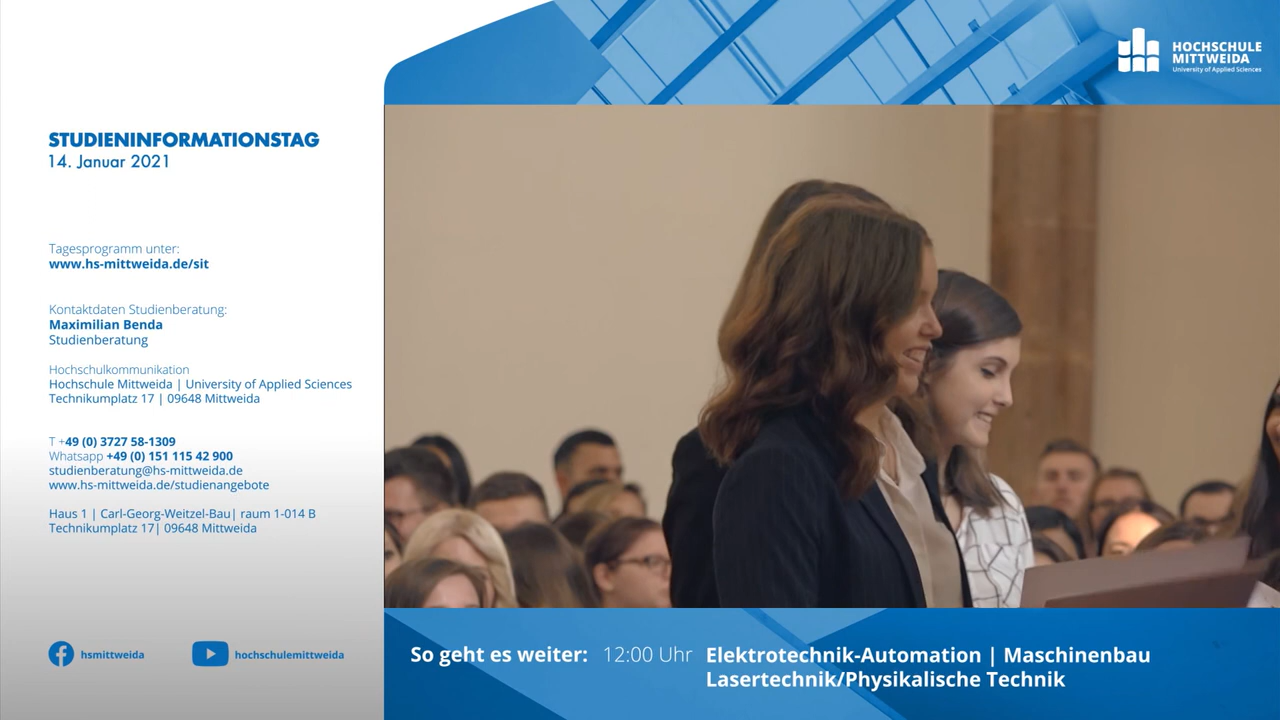 HOCHSCHULE
MITTWEIDA
University of Applied Sciences
STUDIENINFORMATIONSTAG
14. Januar 2021
Tagesprogramm unter:
www.hs-mittweida.de/sit
Kontaktdaten Studienberatung:
Maximilian Benda
Studienberatung
Hochschulkommunikation
Hochschule Mittweida | University of Applied Sciences
Technikumplatz 17 | 09648 Mittweida
T +49 (0) 3727 58-1309
Whatsapp +49 (0) 151 115 42 900
studienberatung@hs-mittweida.de
www.hs-mittweida.de/studienangebote
Haus 1 | Carl-Georg-Weitzel-Bau| raum 1-014 B
Technikumplatz 17| 09648 Mittweida
hsmittweida
hochschulemittweida
So geht es weiter: 12:00 Uhr Elektrotechnik-Automation | Maschinenbau
Lasertechnik/Physikalische Technik